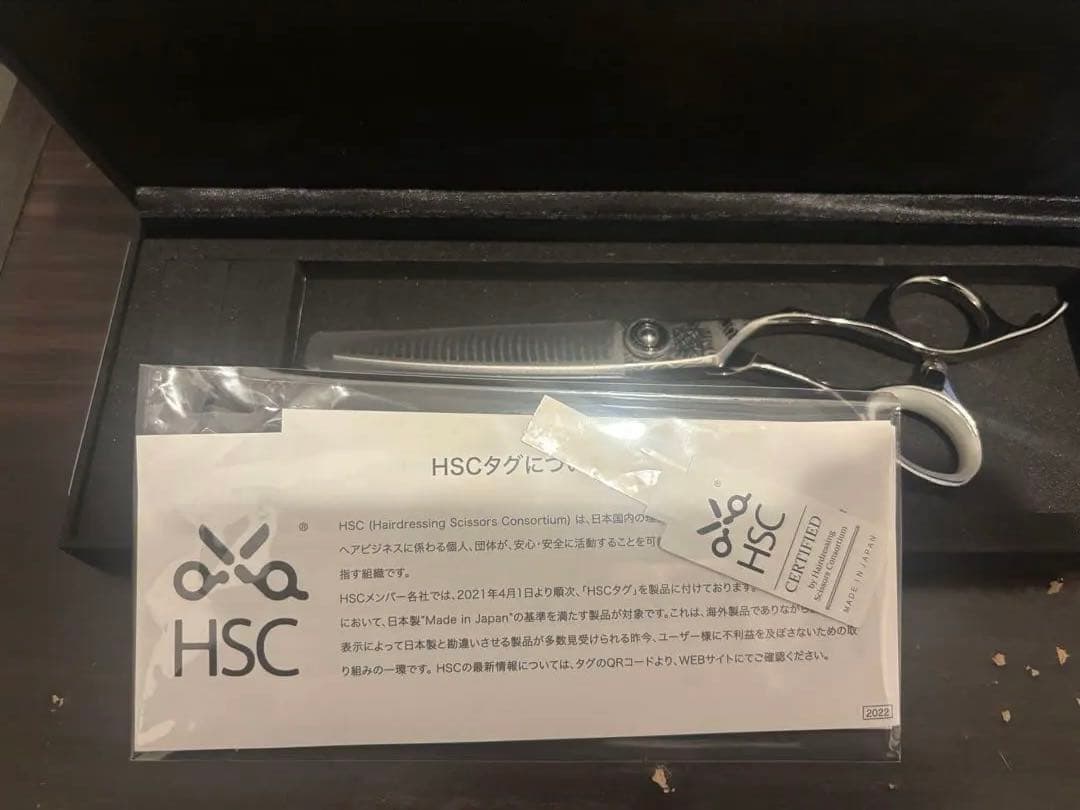 HSCタグについ
®
HSC
HSC (Hairdressing Scissors Consortium) は、日本国内の理
ヘアビジネスに係わる個人、団体が、安心・安全に活動することを可
指す組織です。
HSCメンバー各社では、2021年4月1日より順次、「HSCタグ」を製品に付けております。
において、日本製"Made in Japan"の基準を満たす製品が対象です。これは、海外製品でありながら
表示によって日本製と勘違いさせる製品が多数見受けられる昨今、ユーザー様に不利益を及ぼさないための取
り組みの一環です。HSCの最新情報については、タグのQRコードより、WEBサイトにてご確認ください。
2022
®
HSC
CERTIFIED
by Hairdressing
Scissors Consortium
MADE IN JAPAN